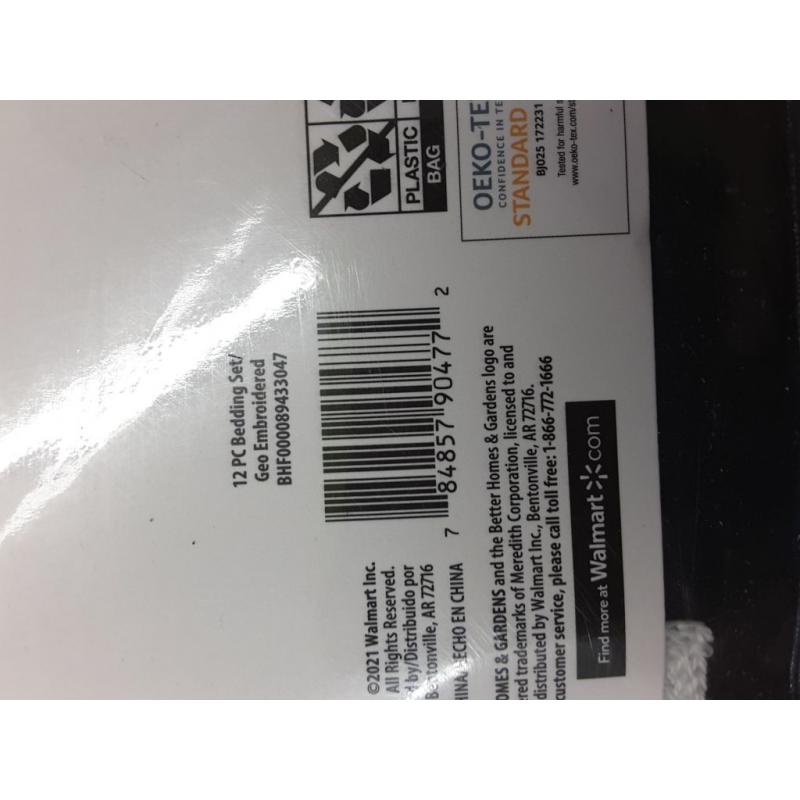 PLASTIC
BAG
OEKO-TE
CONFIDENCE IN TE
STANDARD
BJ025 172231
Tested for harmful s
www.oeko-tex.com/s
12 PC Bedding Set/
Geo Embroidered
BHF000089433047
7 84857 90477 2
©2021 Walmart Inc.
All Rights Reserved.
d by/Distribuido por
Bentonville, AR 72716
HINA/HECHO EN CHINA
OMES & GARDENS and the Better Homes & Gardens logo are
red trademarks of Meredith Corporation, licensed to and
distributed by Walmart Inc., Bentonville, AR 72716.
customer service, please call toll free: 1-866-772-1666
Find more at Walmart.com